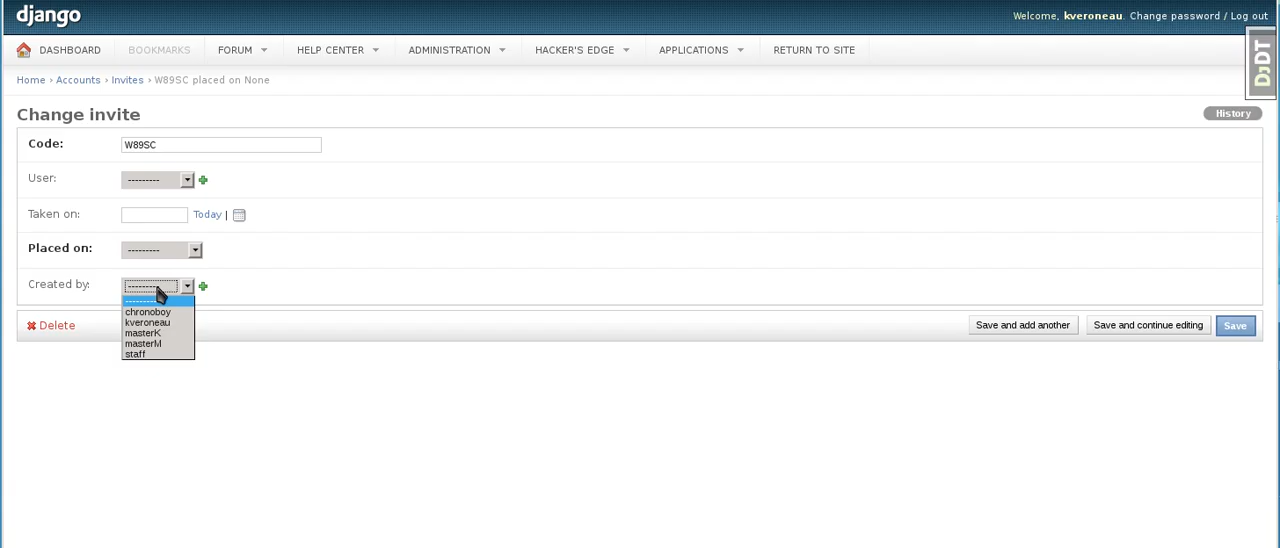 django
Welcome, kveroneau. Change password / Log out
DASHBOARD BOOKMARKS FORUM HELP CENTER ADMINISTRATION HACKER'S EDGE APPLICATIONS RETURN TO SITE
DJDT
Home › Accounts › Invites › W89SC placed on None
Change invite
History
Code: W89SC
User: ---------
Taken on: Today |
Placed on: ---------
Created by: ---------
---------
chronoboy
kveroneau
masterK
masterM
staff
Delete
Save and add another Save and continue editing Save